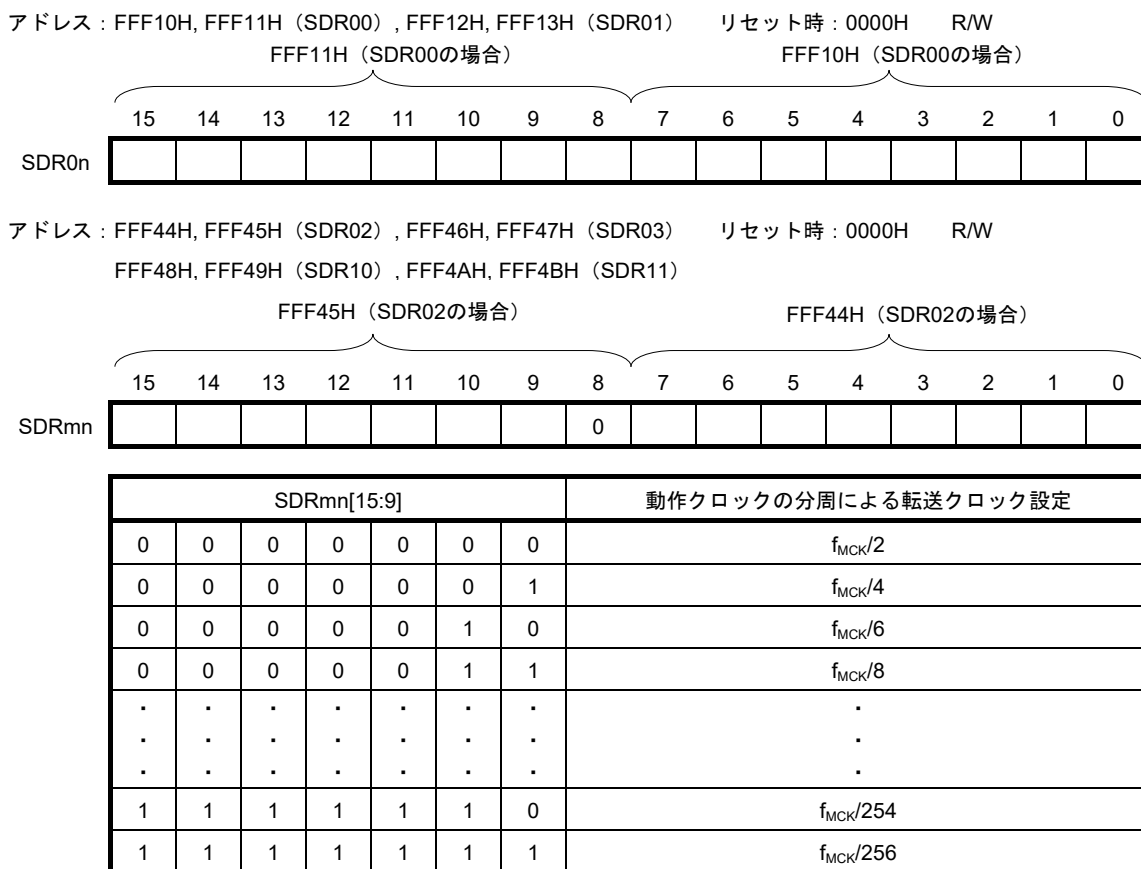 アドレス：FFF10H, FFF11H（SDR00）, FFF12H, FFF13H（SDR01） リセット時：0000H R/W
FFF11H（SDR00の場合） FFF10H（SDR00の場合）
15 14 13 12 11 10 9 8 7 6 5 4 3 2 1 0
SDR0n
アドレス：FFF44H, FFF45H（SDR02）, FFF46H, FFF47H（SDR03） リセット時：0000H R/W
FFF48H, FFF49H（SDR10）, FFF4AH, FFF4BH（SDR11）
FFF45H（SDR02の場合） FFF44H（SDR02の場合）
15 14 13 12 11 10 9 8 7 6 5 4 3 2 1 0
SDRmn 0
SDRmn[15:9] 動作クロックの分周による転送クロック設定
0 0 0 0 0 0 0 fMCK/2
0 0 0 0 0 0 1 fMCK/4
0 0 0 0 0 1 0 fMCK/6
0 0 0 0 0 1 1 fMCK/8
・ ・ ・ ・ ・ ・ ・ ・
・ ・ ・ ・ ・ ・ ・ ・
・ ・ ・ ・ ・ ・ ・ ・
1 1 1 1 1 1 0 fMCK/254
1 1 1 1 1 1 1 fMCK/256